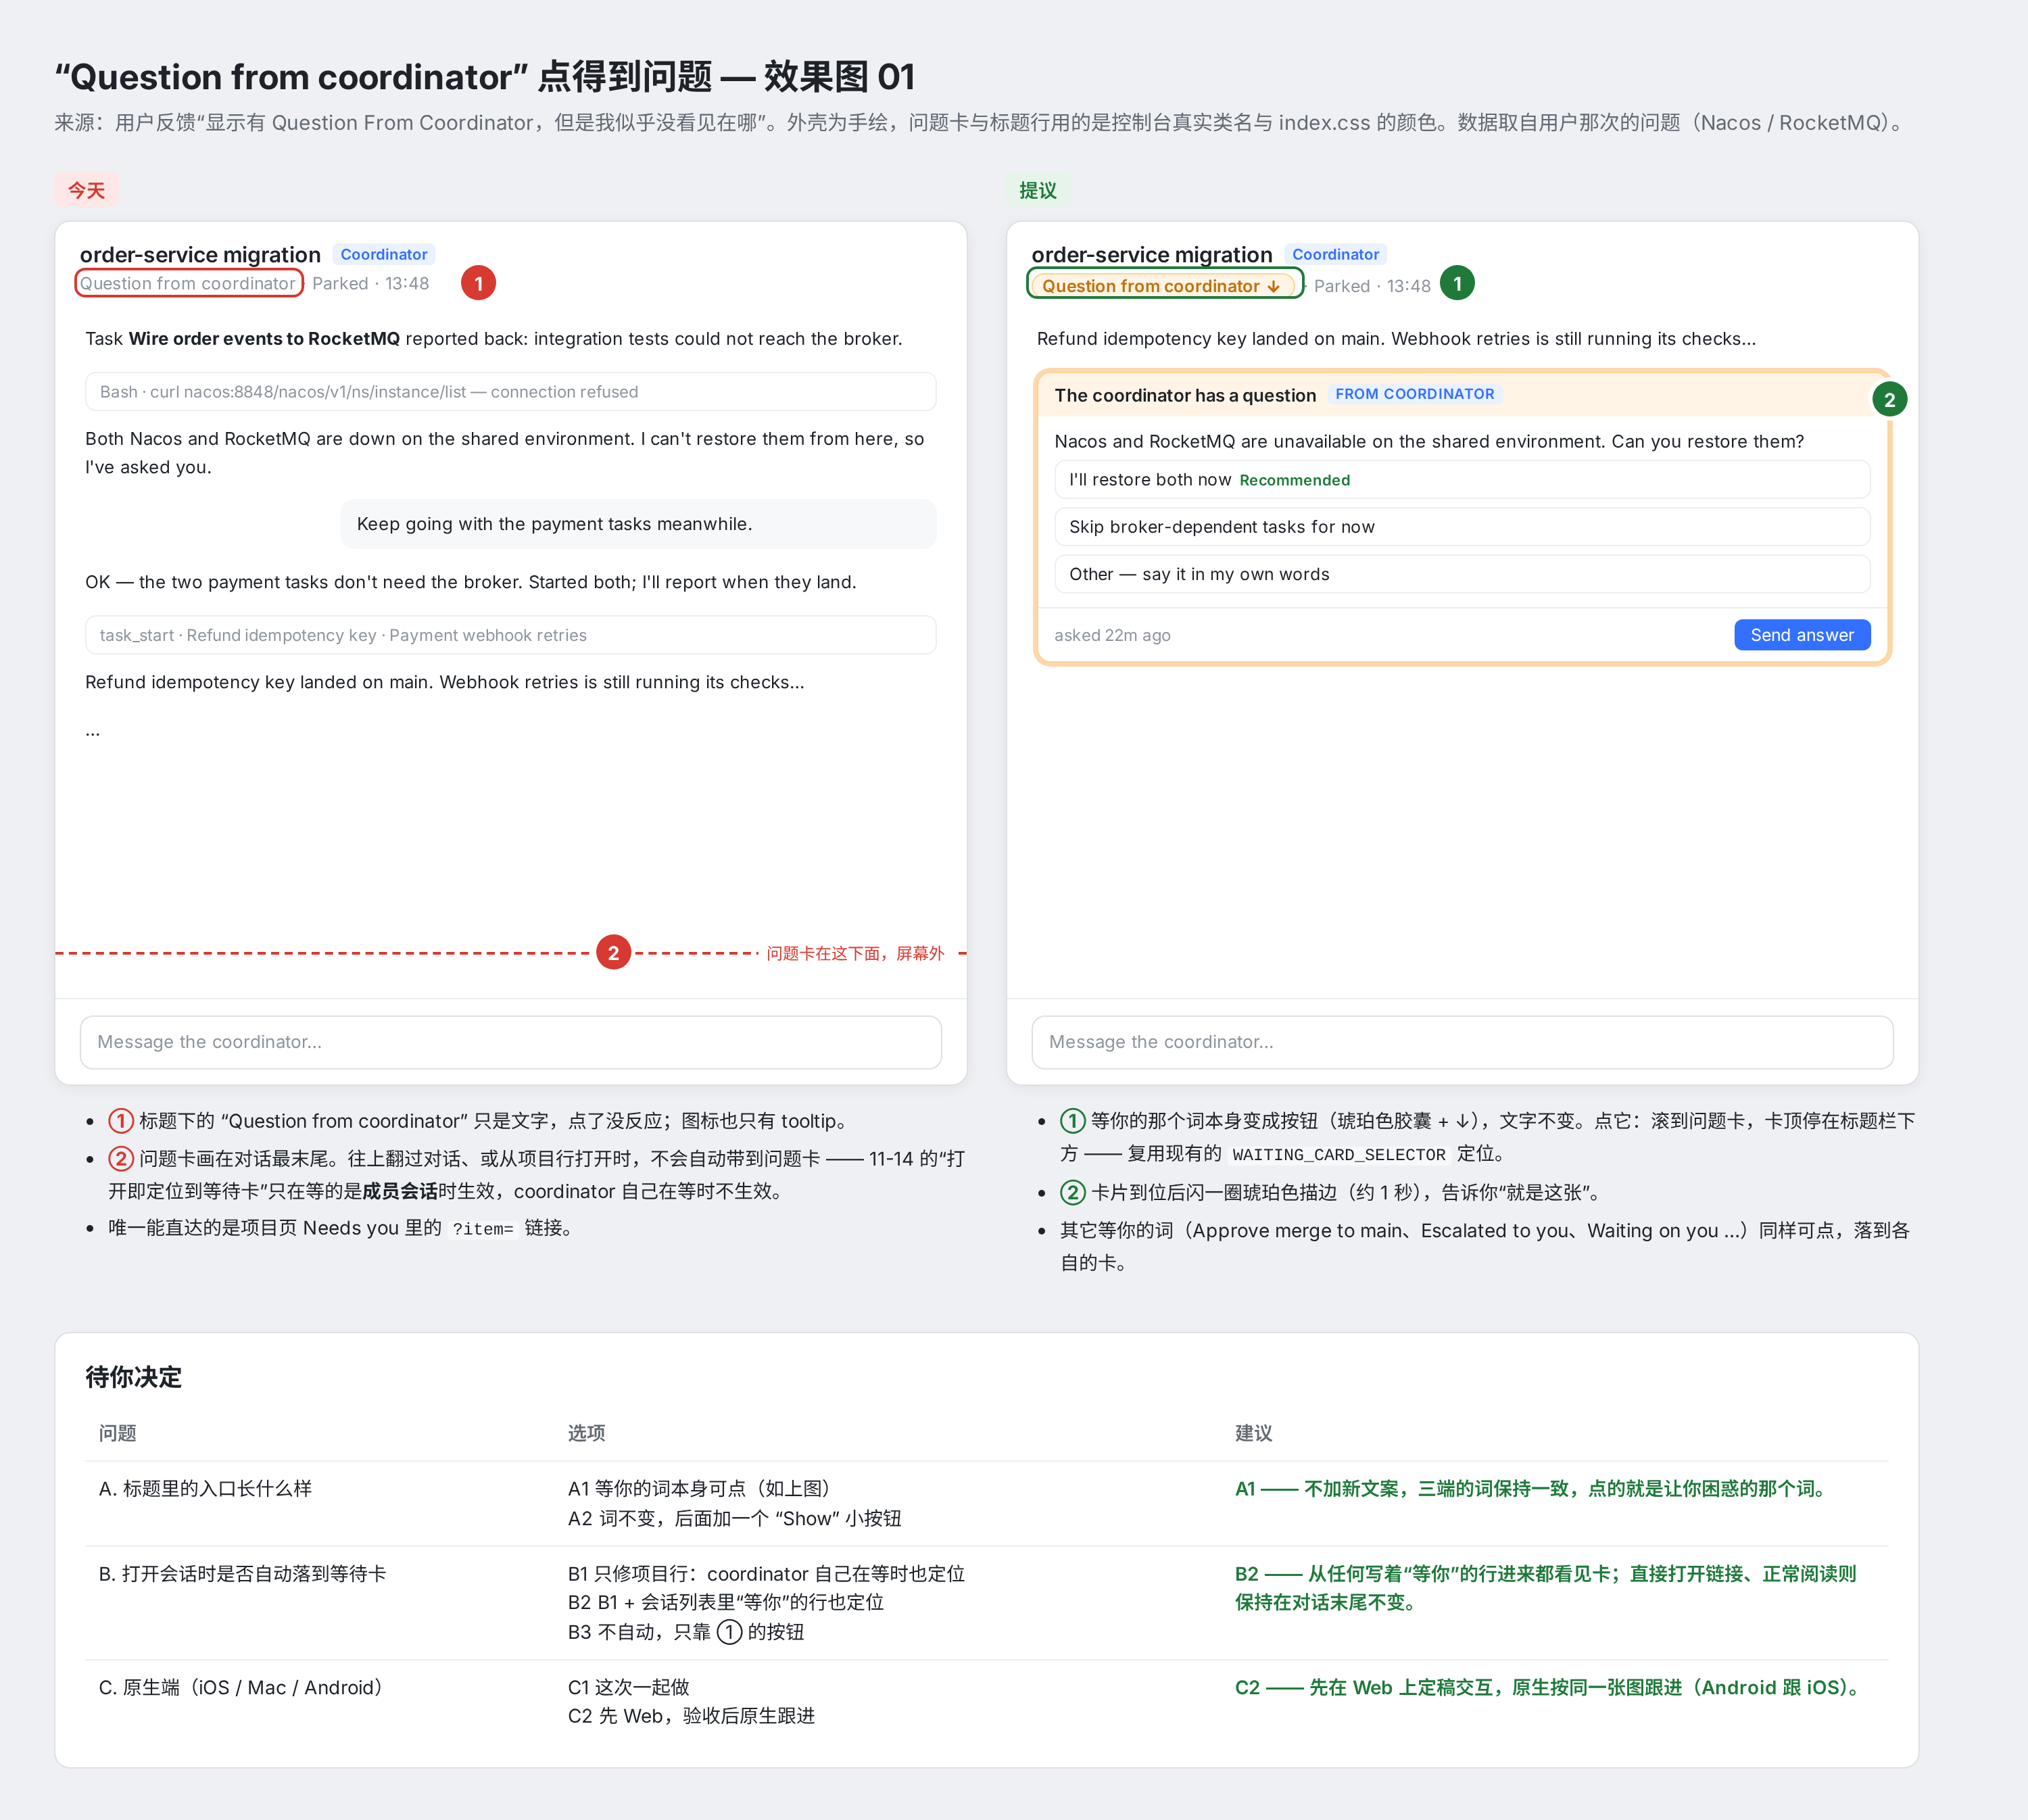 “Question from coordinator” 点得到问题 — 效果图 01
来源：用户反馈“显示有 Question From Coordinator，但是我似乎没看见在哪”。外壳为手绘，问题卡与标题行用的是控制台真实类名与 index.css 的颜色。数据取自用户那次的问题（Nacos / RocketMQ）。
今天
order-service migration Coordinator
Question from coordinator · Parked · 13:48 1
Task Wire order events to RocketMQ reported back: integration tests could not reach the broker.
Bash · curl nacos:8848/nacos/v1/ns/instance/list — connection refused
Both Nacos and RocketMQ are down on the shared environment. I can't restore them from here, so
I've asked you.
Keep going with the payment tasks meanwhile.
OK — the two payment tasks don't need the broker. Started both; I'll report when they land.
task_start · Refund idempotency key · Payment webhook retries
Refund idempotency key landed on main. Webhook retries is still running its checks…
…
2 问题卡在这下面，屏幕外
Message the coordinator…
① 标题下的 “Question from coordinator” 只是文字，点了没反应；图标也只有 tooltip。
② 问题卡画在对话最末尾。往上翻过对话、或从项目行打开时，不会自动带到问题卡 —— 11-14 的“打
开即定位到等待卡”只在等的是成员会话时生效，coordinator 自己在等时不生效。
唯一能直达的是项目页 Needs you 里的 ?item= 链接。
提议
order-service migration Coordinator
Question from coordinator ↓ · Parked · 13:48 1
Refund idempotency key landed on main. Webhook retries is still running its checks…
The coordinator has a question FROM COORDINATOR
2
Nacos and RocketMQ are unavailable on the shared environment. Can you restore them?
I'll restore both now Recommended
Skip broker-dependent tasks for now
Other — say it in my own words
asked 22m ago Send answer
Message the coordinator…
① 等你的那个词本身变成按钮（琥珀色胶囊 + ↓），文字不变。点它：滚到问题卡，卡顶停在标题栏下
方 —— 复用现有的 WAITING_CARD_SELECTOR 定位。
② 卡片到位后闪一圈琥珀色描边（约 1 秒），告诉你“就是这张”。
其它等你的词（Approve merge to main、Escalated to you、Waiting on you …）同样可点，落到各
自的卡。
待你决定
问题 选项 建议
A. 标题里的入口长什么样
A1 等你的词本身可点（如上图）
A2 词不变，后面加一个 “Show” 小按钮
A1 —— 不加新文案，三端的词保持一致，点的就是让你困惑的那个词。
B. 打开会话时是否自动落到等待卡
B1 只修项目行：coordinator 自己在等时也定位
B2 B1 + 会话列表里“等你”的行也定位
B3 不自动，只靠 ① 的按钮
B2 —— 从任何写着“等你”的行进来都看见卡；直接打开链接、正常阅读则
保持在对话末尾不变。
C. 原生端（iOS / Mac / Android）
C1 这次一起做
C2 先 Web，验收后原生跟进
C2 —— 先在 Web 上定稿交互，原生按同一张图跟进（Android 跟 iOS）。